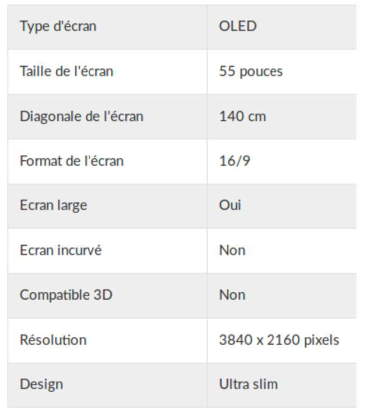 Type d'écran OLED
Taille de l'écran 55 pouces
Diagonale de l'écran 140 cm
Format de l'écran 16/9
Ecran large Oui
Ecran incurvé Non
Compatible 3D Non
Résolution 3840 x 2160 pixels
Design Ultra slim